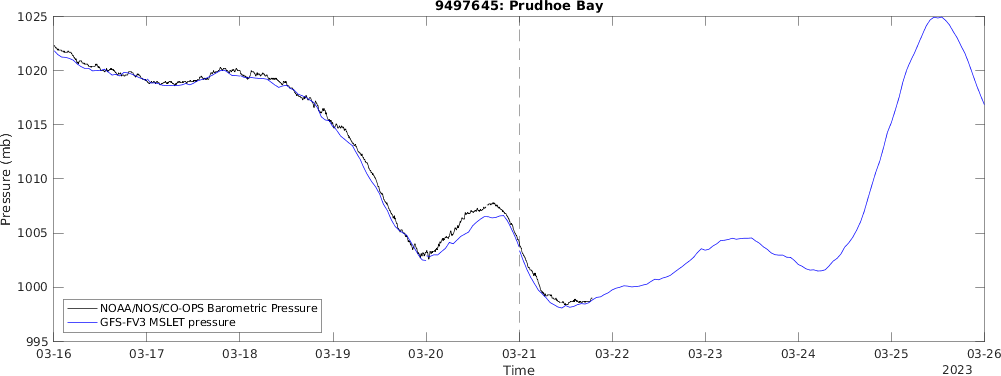 9497645: Prudhoe Bay
1025
1020
1015
1010
1005
1000
995
Pressure (mb)
NOAA/NOS/CO-OPS Barometric Pressure
GFS-FV3 MSLET pressure
03-16 03-17 03-18 03-19 03-20 03-21 03-22 03-23 03-24 03-25 03-26
Time
2023